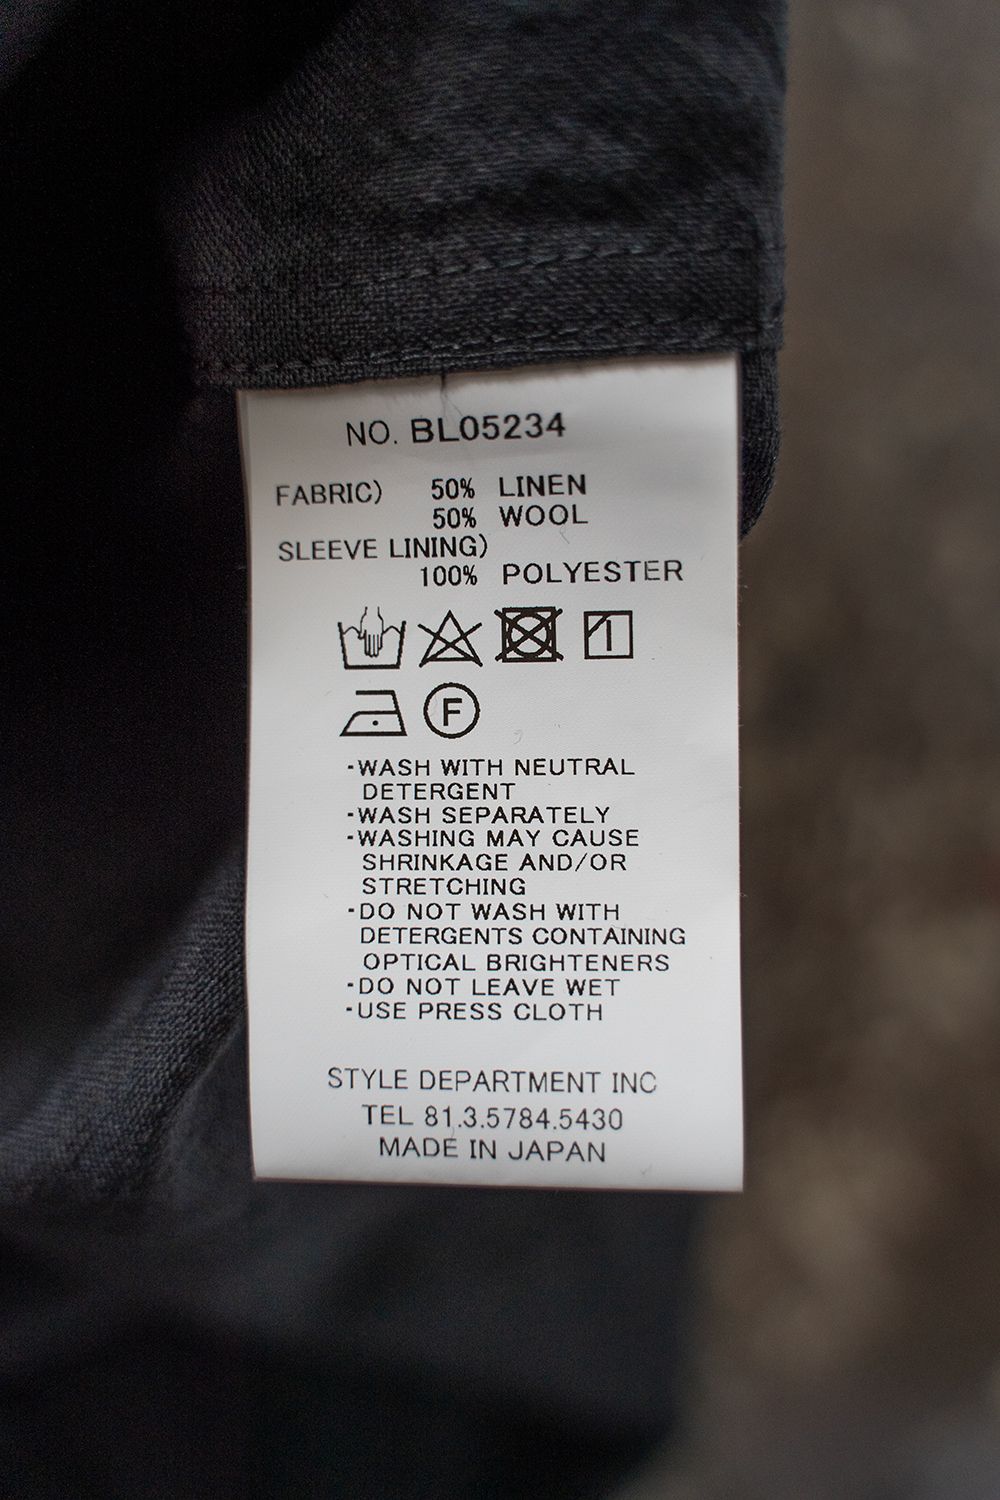 NO. BL05234
FABRIC) 50% LINEN
50% WOOL
SLEEVE LINING)
100% POLYESTER
F
-WASH WITH NEUTRAL
DETERGENT
-WASH SEPARATELY
-WASHING MAY CAUSE
SHRINKAGE AND/OR
STRETCHING
-DO NOT WASH WITH
DETERGENTS CONTAINING
OPTICAL BRIGHTENERS
-DO NOT LEAVE WET
-USE PRESS CLOTH
STYLE DEPARTMENT INC
TEL 81.3.5784.5430
MADE IN JAPAN